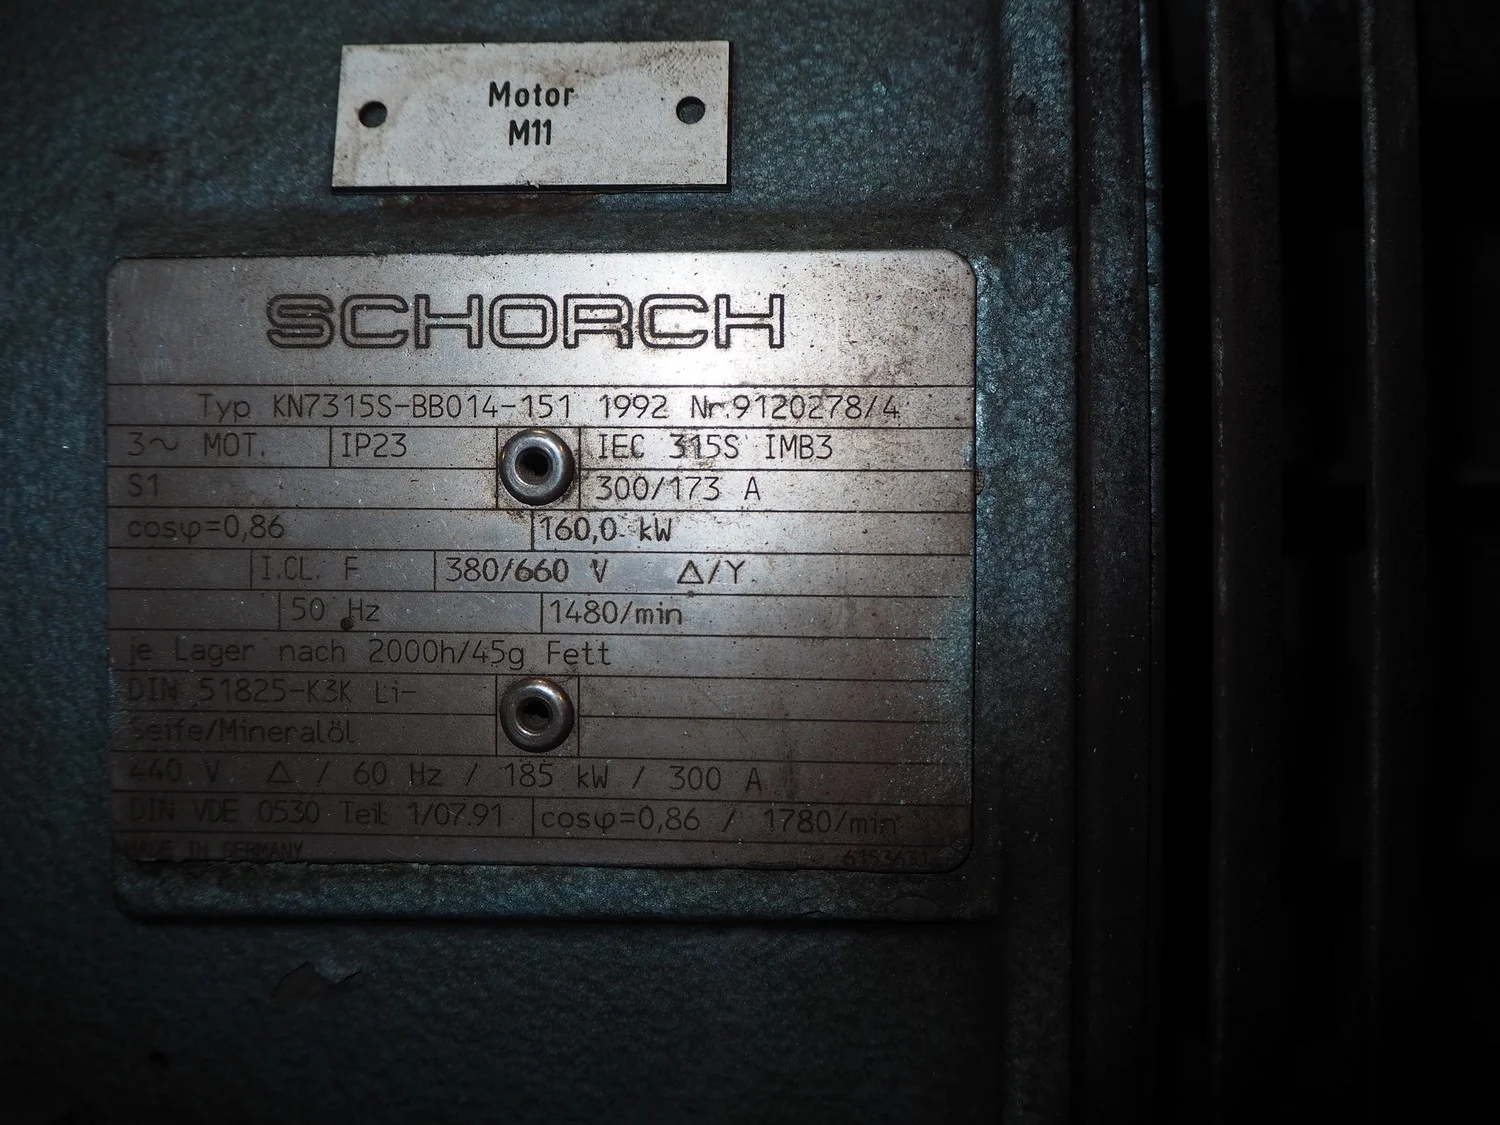 Motor
M11
SCHORCH
Typ KN7315S-BB014-151 1992 Nr.9120278/4
3~ MOT. IP23 IEC 315S IMB3
S1 300/173 A
cosφ=0,86 160,0 kW
I.CL. F 380/660 V Δ/Y
50 Hz 1480/min
je Lager nach 2000h/45g Fett
DIN 51825-K3K Li-
Seife/Mineralöl
440 V Δ / 60 Hz / 185 kW / 300 A
DIN VDE 0530 Teil 1/07.91 cosφ=0,86 / 1780/min
MADE IN GERMANY